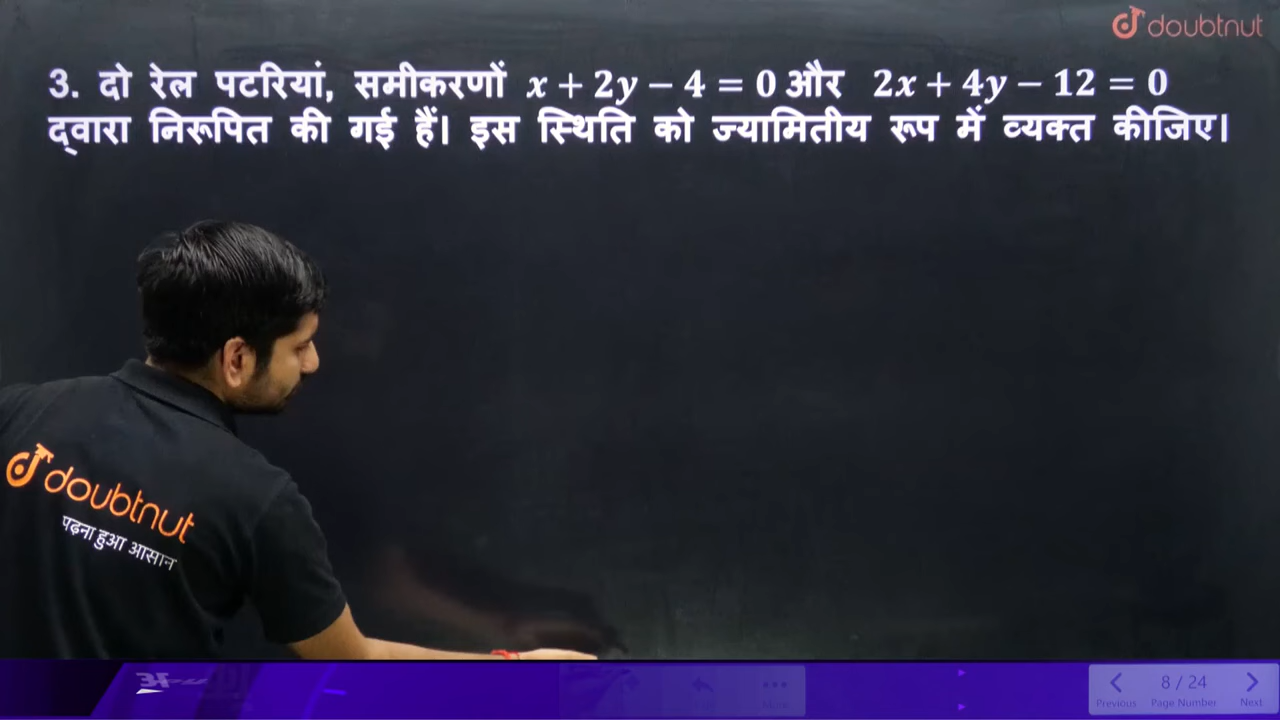 doubtnut
3. दो रेल पटरियां, समीकरणों x + 2y − 4 = 0 और 2x + 4y − 12 = 0
द्वारा निरूपित की गई हैं। इस स्थिति को ज्यामितीय रूप में व्यक्त कीजिए।
doubtnut
पढ़ना हुआ आसान
8 / 24
Previous Page Number Next